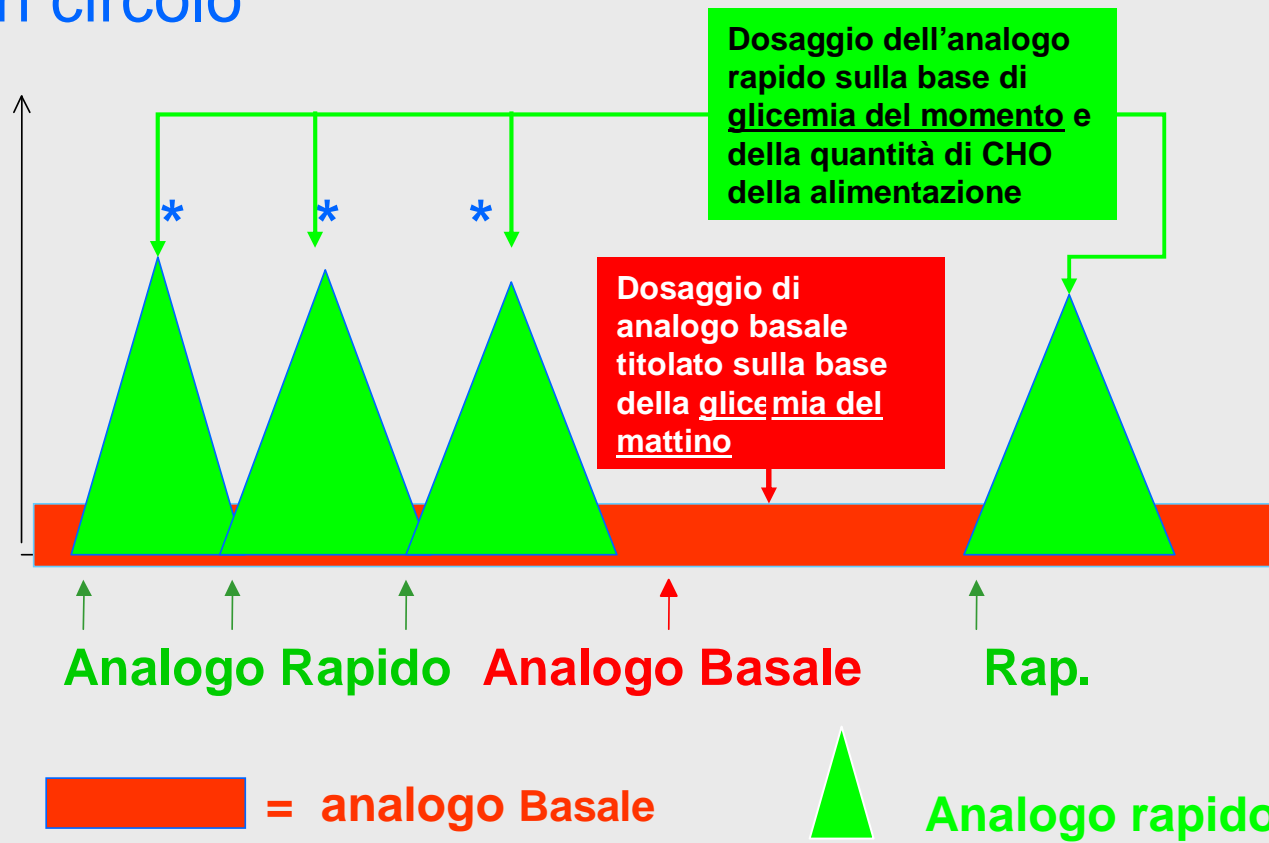 n circolo
Dosaggio dell’analogo
rapido sulla base di
glicemia del momento e
della quantità di CHO
della alimentazione
* * *
Dosaggio di
analogo basale
titolato sulla base
della glicemia del
mattino
Analogo Rapido Analogo Basale Rap.
= analogo Basale Analogo rapido